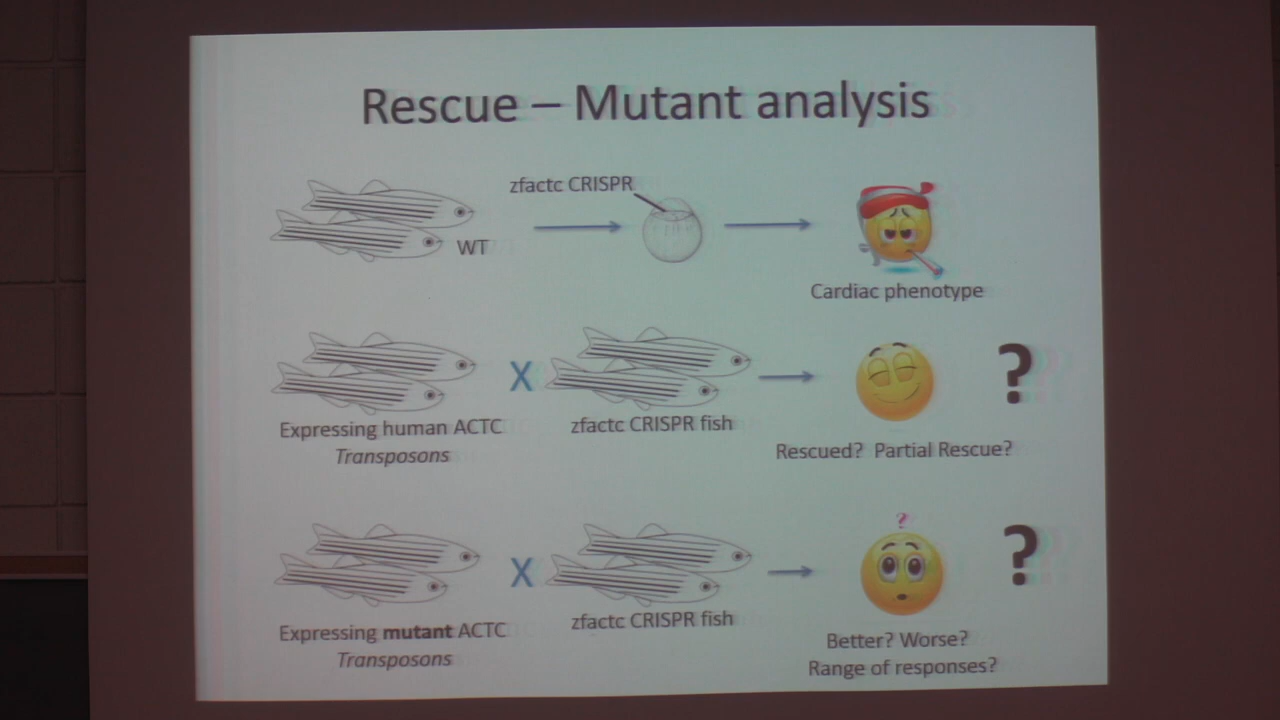 Rescue – Mutant analysis
zfactc CRISPR
WT
Cardiac phenotype
X
?
Expressing human ACTC
Transposons
zfactc CRISPR fish
Rescued? Partial Rescue?
?
X
?
Expressing mutant ACTC
Transposons
zfactc CRISPR fish
Better? Worse?
Range of responses?